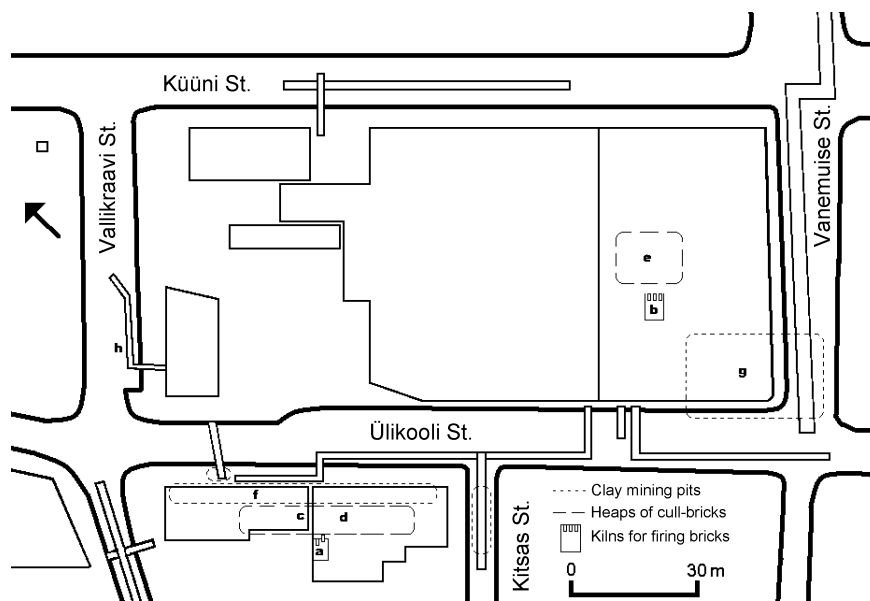 Küüni St.
Vallikraavi St.
Vanemuise St.
e
b
h
g
Ülikooli St.
f
c
d
a
Kitsas St.
Clay mining pits
Heaps of cull-bricks
Kilns for firing bricks
0 30 m